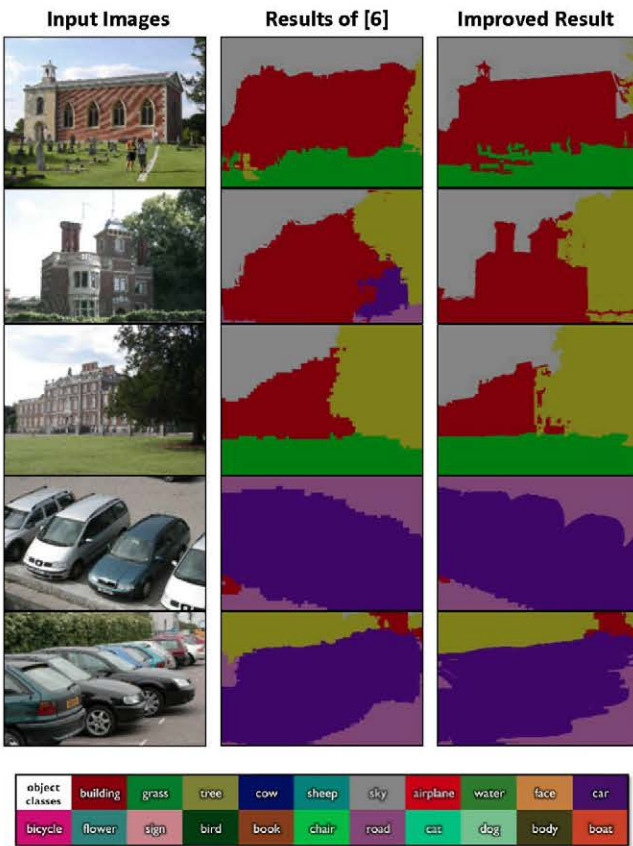 Input Images Results of [6] Improved Result
object classes building grass tree cow sheep sky airplane water face car
bicycle flower sign bird book chair road cat dog body boat